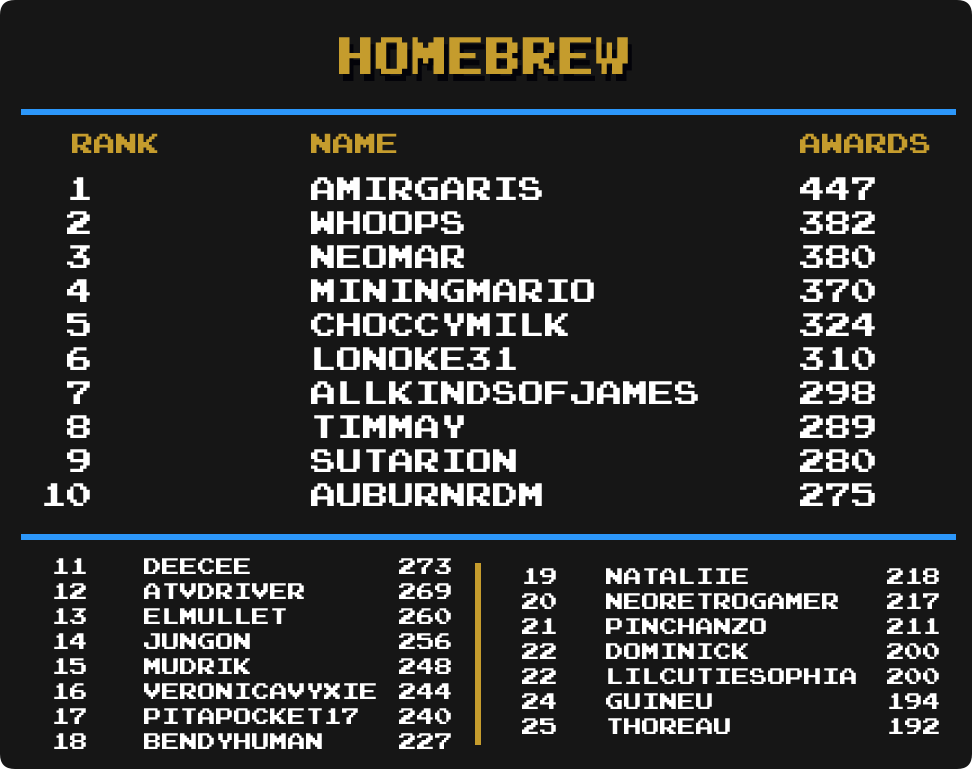 HOMEBREW
RANK NAME AWARDS
1 AMIRGARIS 447
2 WHOOPS 382
3 NEOMAR 380
4 MININGMARIO 370
5 CHOCCYMILK 324
6 LONOKE31 310
7 ALLKINDSOFJAMES 298
8 TIMMAY 289
9 SUTARION 280
10 AUBURNRDM 275
11 DEECEE 273
12 ATVDRIVER 269
13 ELMULLET 260
14 JUNGON 256
15 MUDRIK 248
16 VERONICAVYXIE 244
17 PITAPOCKET17 240
18 BENDYHUMAN 227
19 NATALIIE 218
20 NEORETROGAMER 217
21 PINCHANZO 211
22 DOMINICK 200
22 LILCUTIESOPHIA 200
24 GUINEU 194
25 THOREAU 192